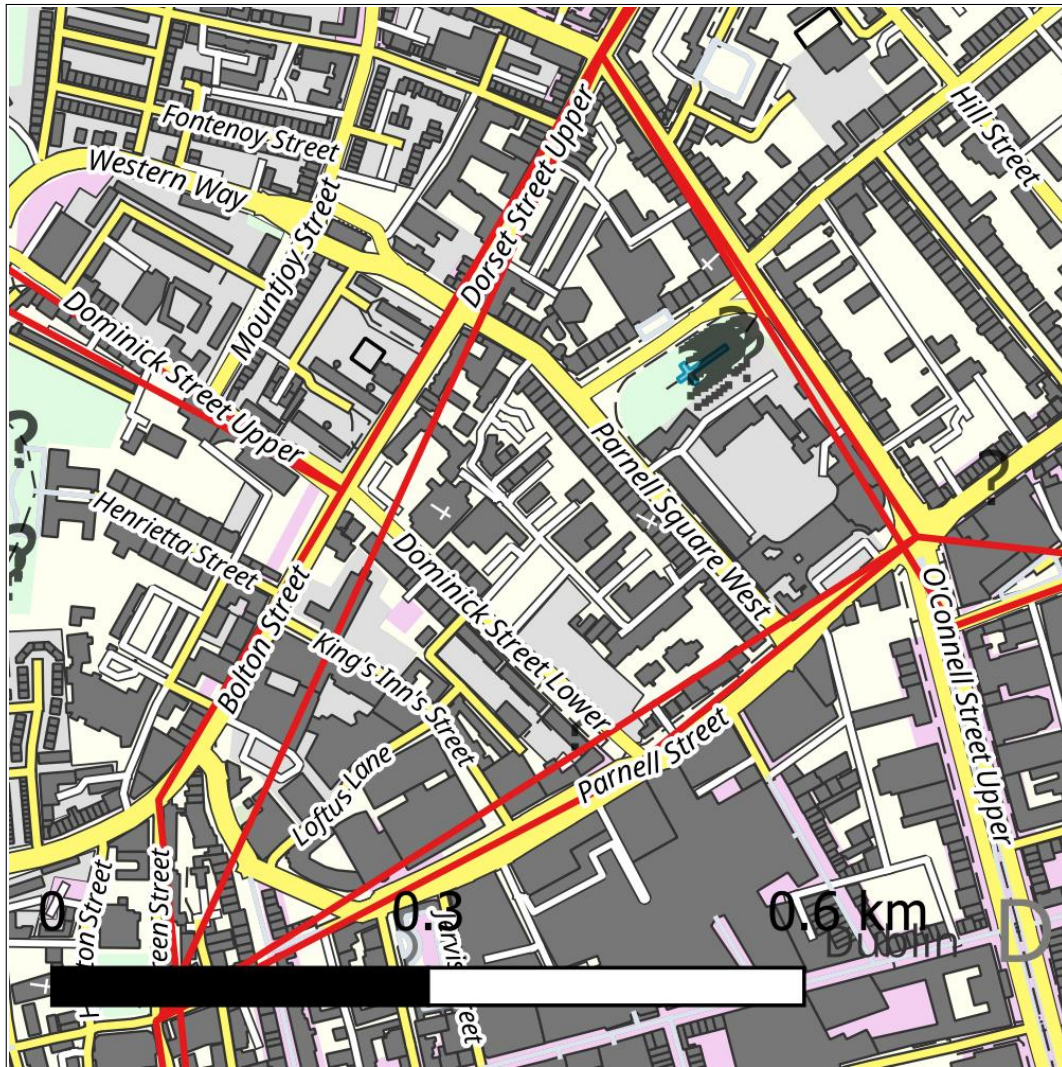 Hill Street
Fontenoy Street
Western Way
Dorset Street Upper
Mountjoy Street
Dominick Street Upper
?
Parnell Square West
Henrietta Street
Dominick Street Lower
Bolton Street
King's Inn's Street
O'Connell Street Upper
Parnell Street
Loftus Lane
0 0.3 0.6 km
Dublin D